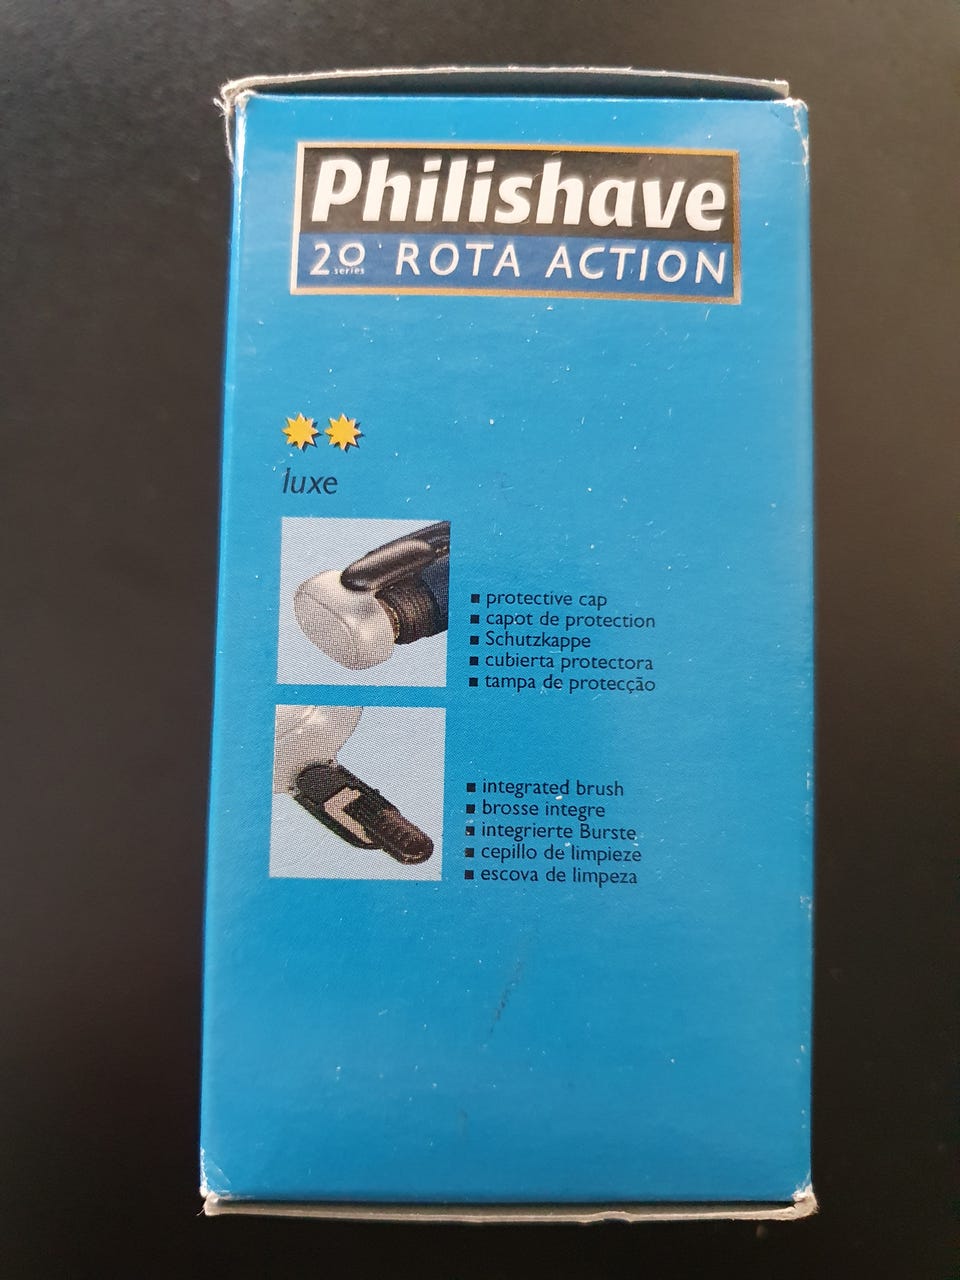 Philishave
20 series ROTA ACTION
luxe
protective cap
capot de protection
Schutzkappe
cubierta protectora
tampa de protecção
integrated brush
brosse integre
integrierte Burste
cepillo de limpieze
escova de limpeza